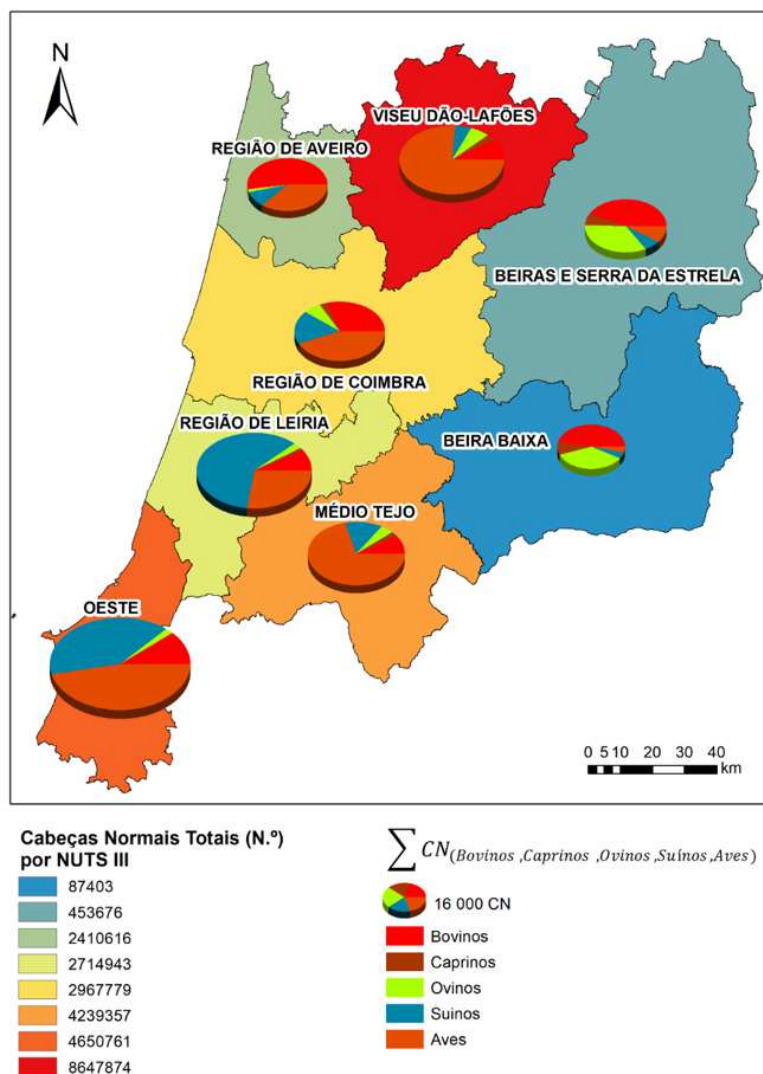 N
VISEU DÃO-LAFÕES
REGIÃO DE AVEIRO
BEIRAS E SERRA DA ESTRELA
REGIÃO DE COIMBRA
REGIÃO DE LEIRIA
BEIRA BAIXA
MÉDIO TEJO
OESTE
0 5 10 20 30 40
km
Cabeças Normais Totais (N.º)
por NUTS III
87403
453676
2410616
2714943
2967779
4239357
4650761
8647874
∑ CN(Bovinos ,Caprinos ,Ovinos ,Suínos ,Aves)
16 000 CN
Bovinos
Caprinos
Ovinos
Suinos
Aves